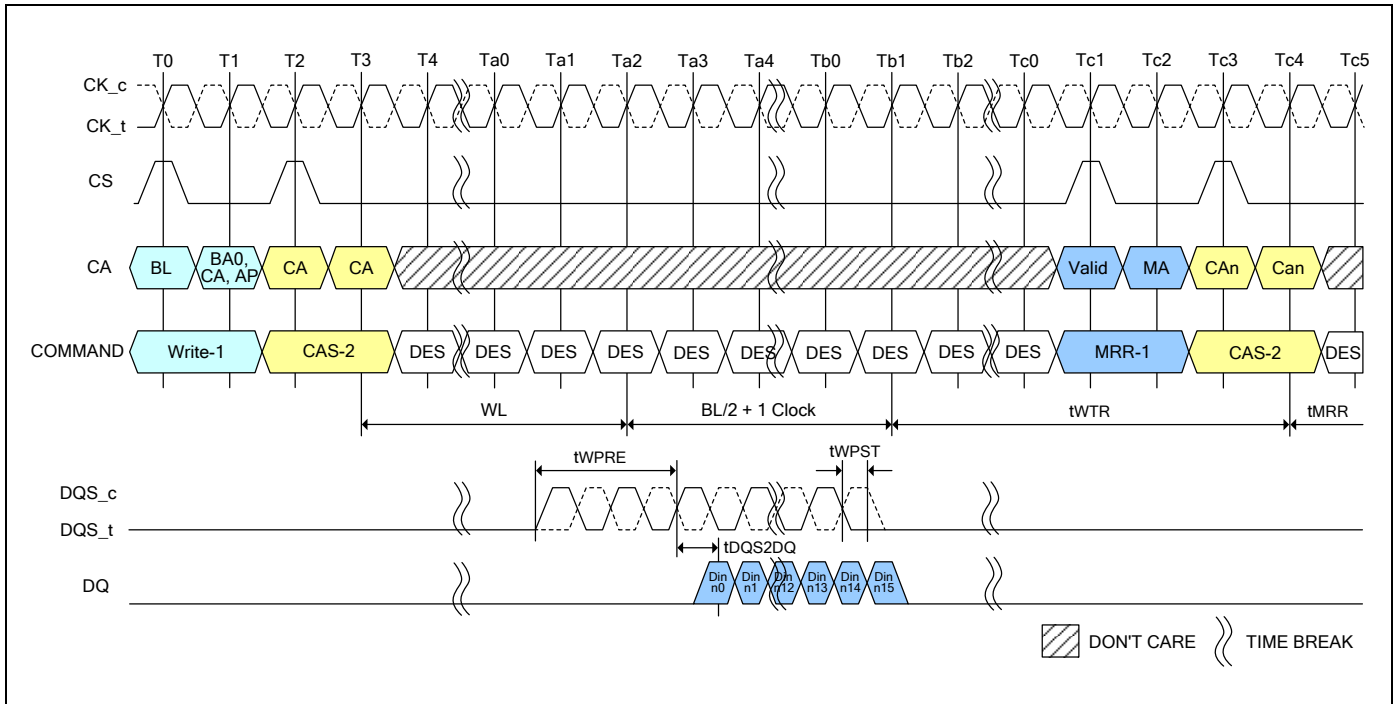 T0 T1 T2 T3 T4 Ta0 Ta1 Ta2 Ta3 Ta4 Tb0 Tb1 Tb2 Tc0 Tc1 Tc2 Tc3 Tc4 Tc5
CK_c
CK_t
CS
CA BL BA0, CA, AP CA CA Valid MA CAn Can
COMMAND Write-1 CAS-2 DES DES DES DES DES DES DES DES DES DES MRR-1 CAS-2 DES
WL BL/2 + 1 Clock tWTR tMRR
tWPRE tWPST
DQS_c
DQS_t
tDQS2DQ
DQ Din n0 Din n1 Din n12 Din n13 Din n14 Din n15
DON'T CARE TIME BREAK